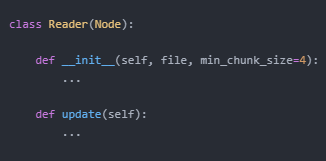 class Reader(Node):
def __init__(self, file, min_chunk_size=4):
...
def update(self):
...